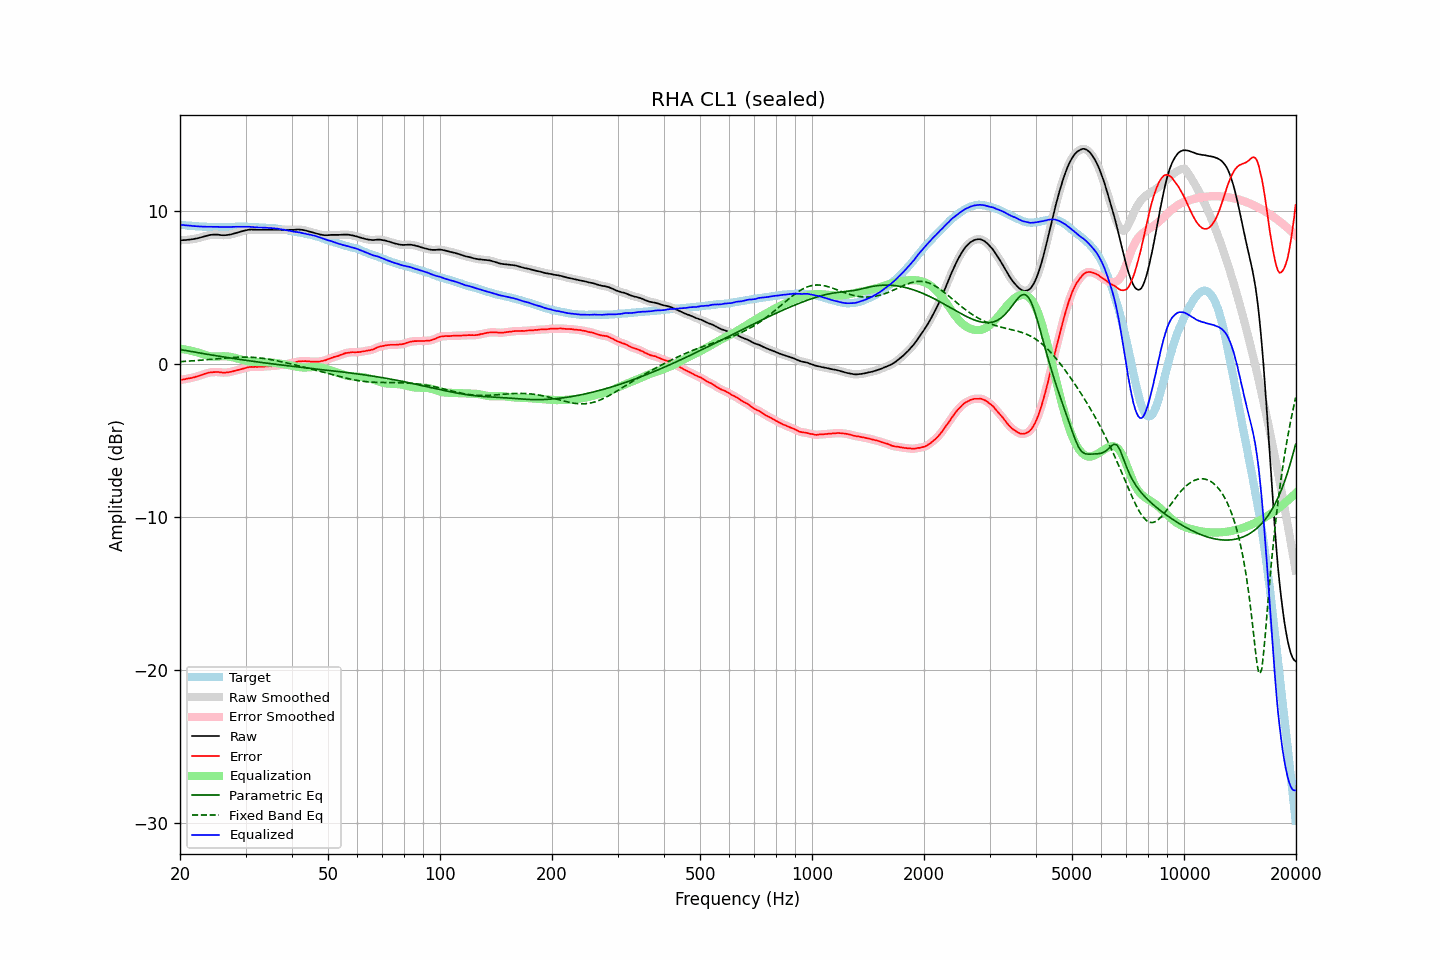 RHA CL1 (sealed)
Amplitude (dBr)
10
0
−10
−20
−30
Target
Raw Smoothed
Error Smoothed
Raw
Error
Equalization
Parametric Eq
Fixed Band Eq
Equalized
20 50 100 200 500 1000 2000 5000 10000 20000
Frequency (Hz)